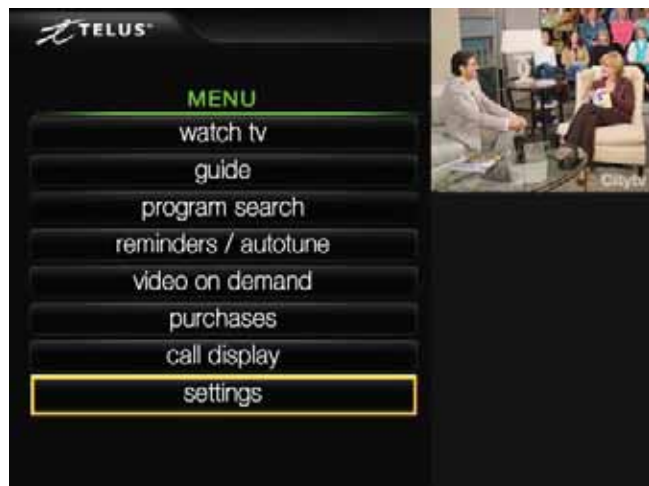 TELUS
MENU
watch tv
guide
program search
reminders / autotune
video on demand
purchases
call display
settings
Citytv